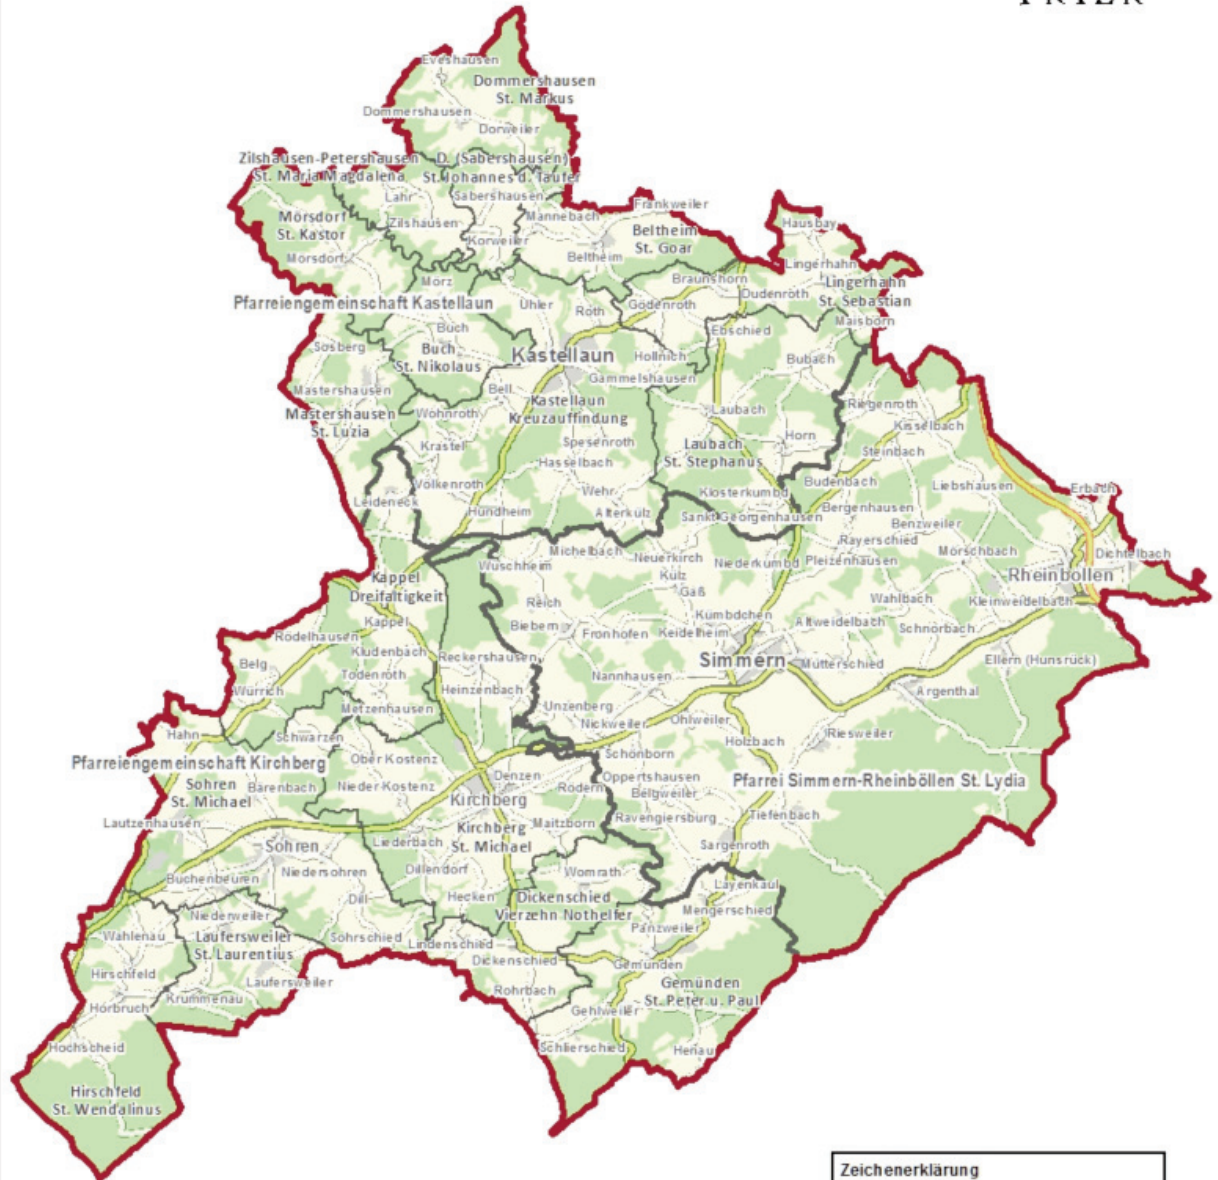 TRIER
Eveshausen
Dommershausen
St. Markus
Dommershausen
Dorweiler
Zilshausen-Petershausen
St. Maria Magdalena
D. (Sabershausen)
St. Johannes d. Täufer
Lahr
Sabershausen
Zilshausen
Mannebach
Frankweiler
Hausbay
Mörsdorf
St. Kastor
Korweiler
Beltheim
St. Goar
Mörsdorf
Beltheim
Lingerhahn
Mörz
Braunshorn
Lingerhahn
St. Sebastian
Pfarreiengemeinschaft Kastellaun
Uhler
Roth
Gödenroth
Dudenroth
Maisborn
Buch
Ebschied
Sosberg
Buch
St. Nikolaus
Kastellaun
Hollnich
Bubach
Gammelshausen
Mastershausen
Bell
Kastellaun
Kreuzauffindung
Riegenroth
Mastershausen
St. Luzia
Wohnroth
Laubach
Kisselbach
Krastel
Spesenroth
Laubach
St. Stephanus
Horn
Steinbach
Hasselbach
Völkenroth
Wehr
Klosterkumbd
Budenbach
Liebshausen
Erbach
Leideneck
Hundheim
Alterkülz
Sankt Georgenhausen
Bergenhausen
Benzweiler
Rayerschied
Michelbach
Neuerkirch
Niederkumbd
Pleizenhausen
Mörschbach
Dichtelbach
Wüschheim
Külz
Rheinböllen
Kappel
Dreifaltigkeit
Gaß
Reich
Kümbdchen
Wahlbach
Kleinweidelbach
Kappel
Biebern
Fronhofen
Keidelheim
Altweidelbach
Schnorbach
Rödelhausen
Kludenbach
Reckershausen
Simmern
Mutterschied
Ellern (Hunsrück)
Belg
Todenroth
Heinzenbach
Nannhausen
Argenthal
Würrich
Metzenhausen
Unzenberg
Nickweiler
Ohlweiler
Hahn
Schwarzen
Holzbach
Riesweiler
Pfarreiengemeinschaft Kirchberg
Ober Kostenz
Schönborn
Sohren
St. Michael
Bärenbach
Nieder Kostenz
Denzen
Oppertshausen
Pfarrei Simmern-Rheinböllen St. Lydia
Kirchberg
Rödern
Belgweiler
Lautzenhausen
Kirchberg
St. Michael
Maitzborn
Ravengiersburg
Tiefenbach
Sohren
Liederbach
Sargenroth
Büchenbeuren
Niedersohren
Dillendorf
Womrath
Layenkaul
Dill
Hecken
Dickenschied
Vierzehn Nothelfer
Mengerschied
Niederweiler
Panzweiler
Wahlenau
Laufersweiler
St. Laurentius
Sohrschied
Lindenschied
Dickenschied
Gemünden
Hirschfeld
Laufersweiler
Rohrbach
Gemünden
St. Peter u. Paul
Krummenau
Horbruch
Gehlweiler
Hochscheid
Schlierschied
Henau
Hirschfeld
St. Wendalinus
Zeichenerklärung